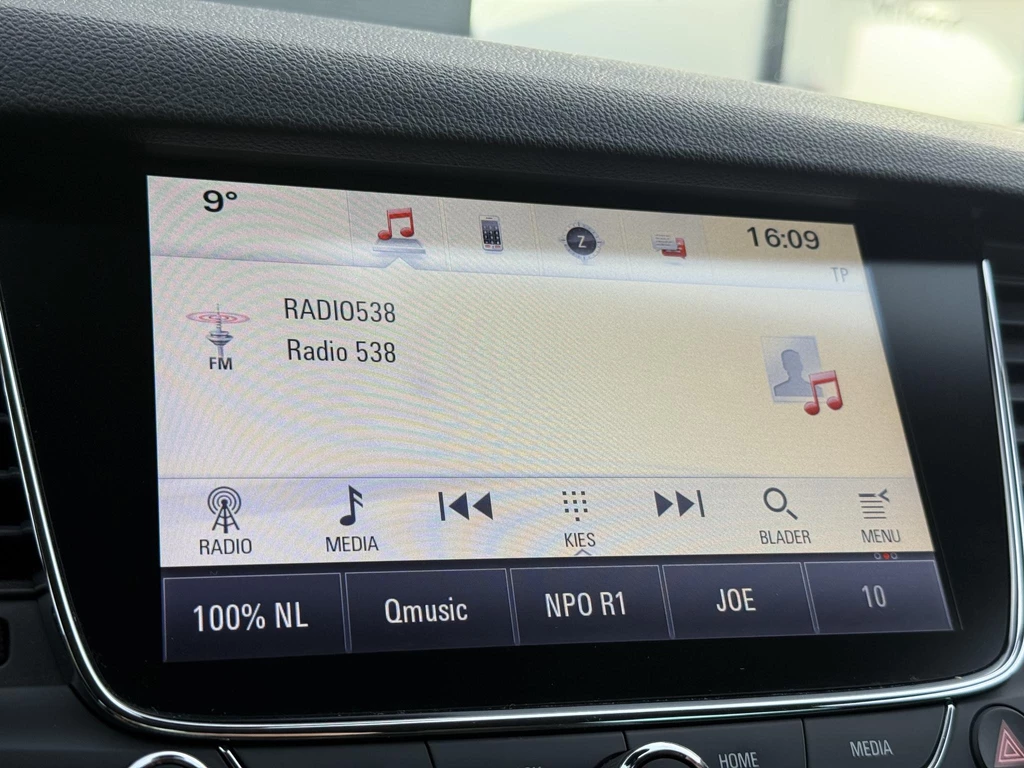 9°
16:09
TP
RADIO538
Radio 538
FM
RADIO
MEDIA
KIES
BLADER
MENU
100% NL
Qmusic
NPO R1
JOE
10
HOME
MEDIA